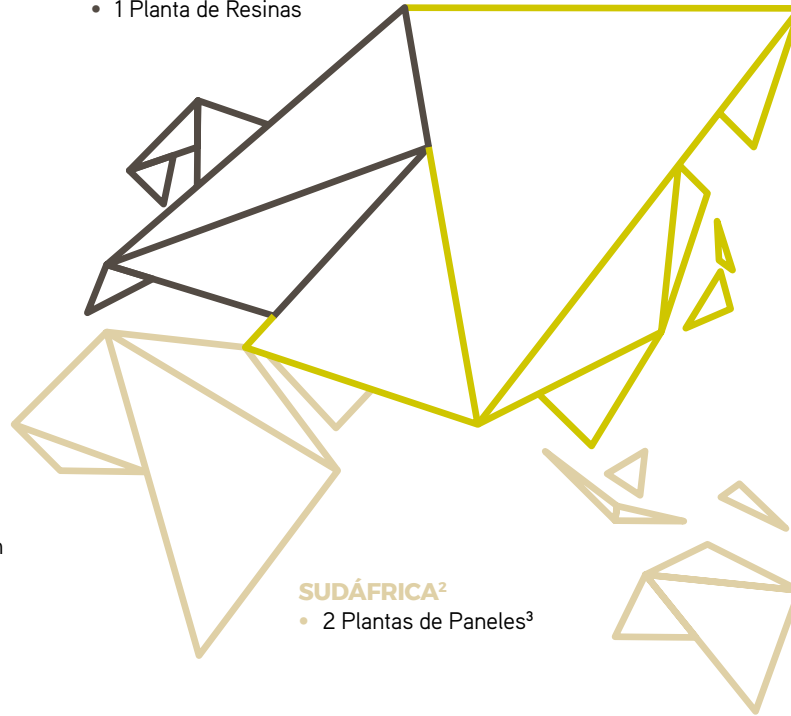 • 1 Planta de Resinas
SUDÁFRICA²
• 2 Plantas de Paneles³